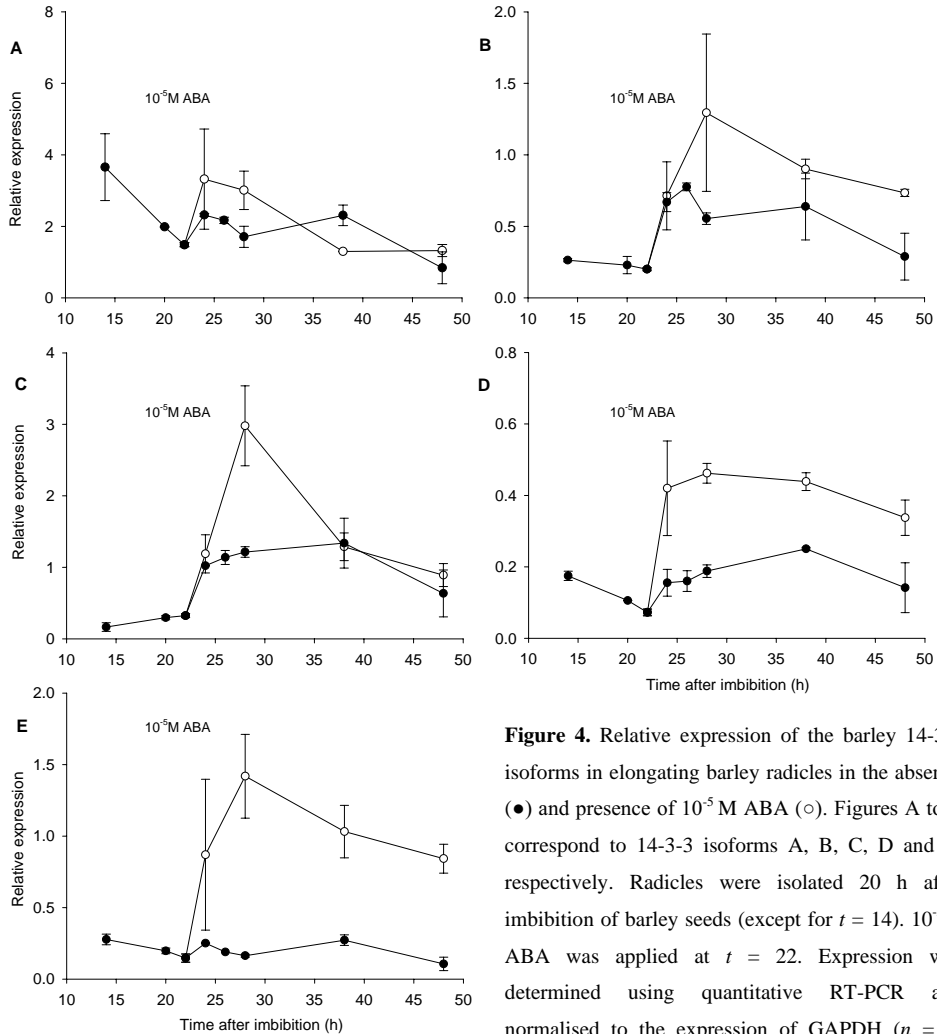 A
8
6
4
2
0
Relative expression
10⁻⁵M ABA
10 15 20 25 30 35 40 45 50
B
2.0
1.5
1.0
0.5
0.0
10⁻⁵M ABA
10 15 20 25 30 35 40 45 50
C
4
3
2
1
0
Relative expression
10⁻⁵M ABA
10 15 20 25 30 35 40 45 50
D
0.8
0.6
0.4
0.2
0.0
10⁻⁵M ABA
10 15 20 25 30 35 40 45 50
Time after imbibition (h)
E
2.0
1.5
1.0
0.5
0.0
Relative expression
10⁻⁵M ABA
10 15 20 25 30 35 40 45 50
Time after imbibition (h)
Figure 4. Relative expression of the barley 14-3
isoforms in elongating barley radicles in the absen
(●) and presence of 10⁻⁵ M ABA (○). Figures A to
correspond to 14-3-3 isoforms A, B, C, D and
respectively. Radicles were isolated 20 h af
imbibition of barley seeds (except for t = 14). 10⁻
ABA was applied at t = 22. Expression w
determined using quantitative RT-PCR a
normalised to the expression of GAPDH (n =